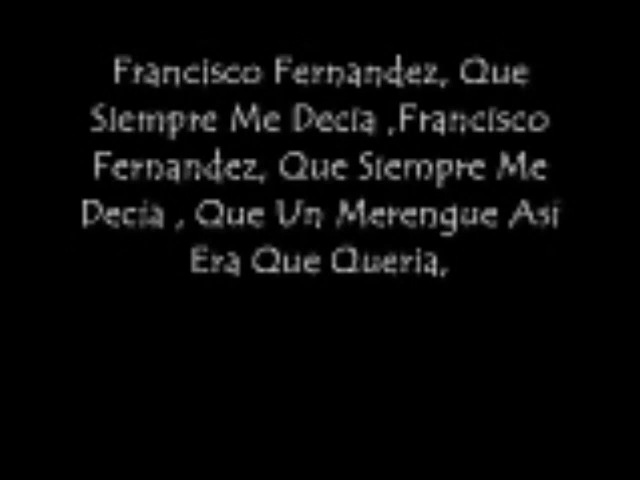 Francisco Fernandez, Que
Siempre Me Decia ,Francisco
Fernandez, Que Siempre Me
Decia , Que Un Merengue Asi
Era Que Queria,